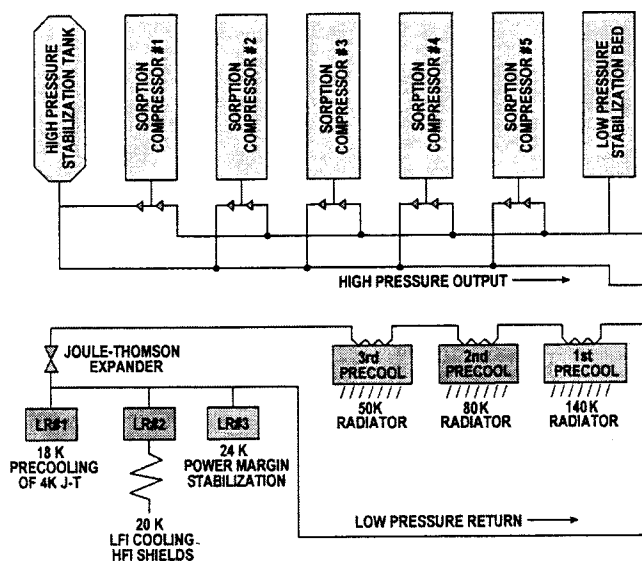 HIGH PRESSURE
STABILIZATION TANK
SORPTION
COMPRESSOR #1
SORPTION
COMPRESSOR #2
SORPTION
COMPRESSOR #3
SORPTION
COMPRESSOR #4
SORPTION
COMPRESSOR #5
LOW PRESSURE
STABILIZATION BED
HIGH PRESSURE OUTPUT
JOULE-THOMSON
EXPANDER
3rd
PRECOOL
2nd
PRECOOL
1st
PRECOOL
50K
RADIATOR
80K
RADIATOR
140 K
RADIATOR
LR#1
LR#2
LR#3
18 K
PRECOOLING
OF 4K J-T
24 K
POWER MARGIN
STABILIZATION
20 K
LFI COOLING-
HFI SHIELDS
LOW PRESSURE RETURN